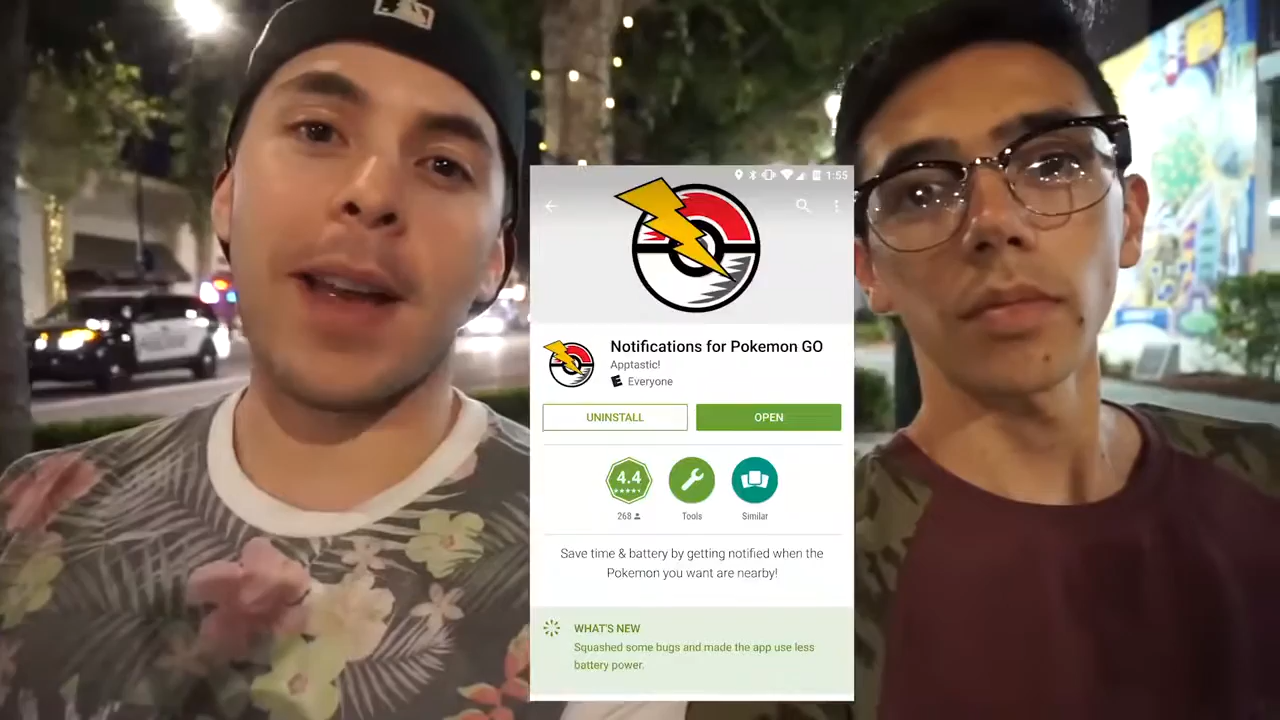 1:55
Notifications for Pokemon GO
Apptastic!
E Everyone
UNINSTALL
OPEN
4.4
268
Tools
Similar
Save time & battery by getting notified when the
Pokemon you want are nearby!
WHAT'S NEW
Squashed some bugs and made the app use less
battery power.